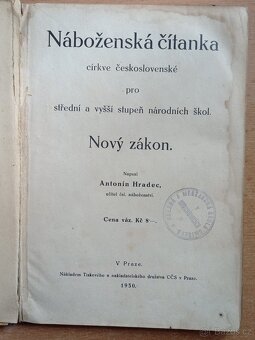 Náboženská čítanka
církve československé
pro
střední a vyšší stupeň národních škol.
Nový zákon.
Napsal
Antonín Hradec,
učitel čsl. náboženství.
Cena váz. Kč 8·—.
V Praze.
Nákladem Tiskového a nakladatelského družstva CČS v Praze.
1930.